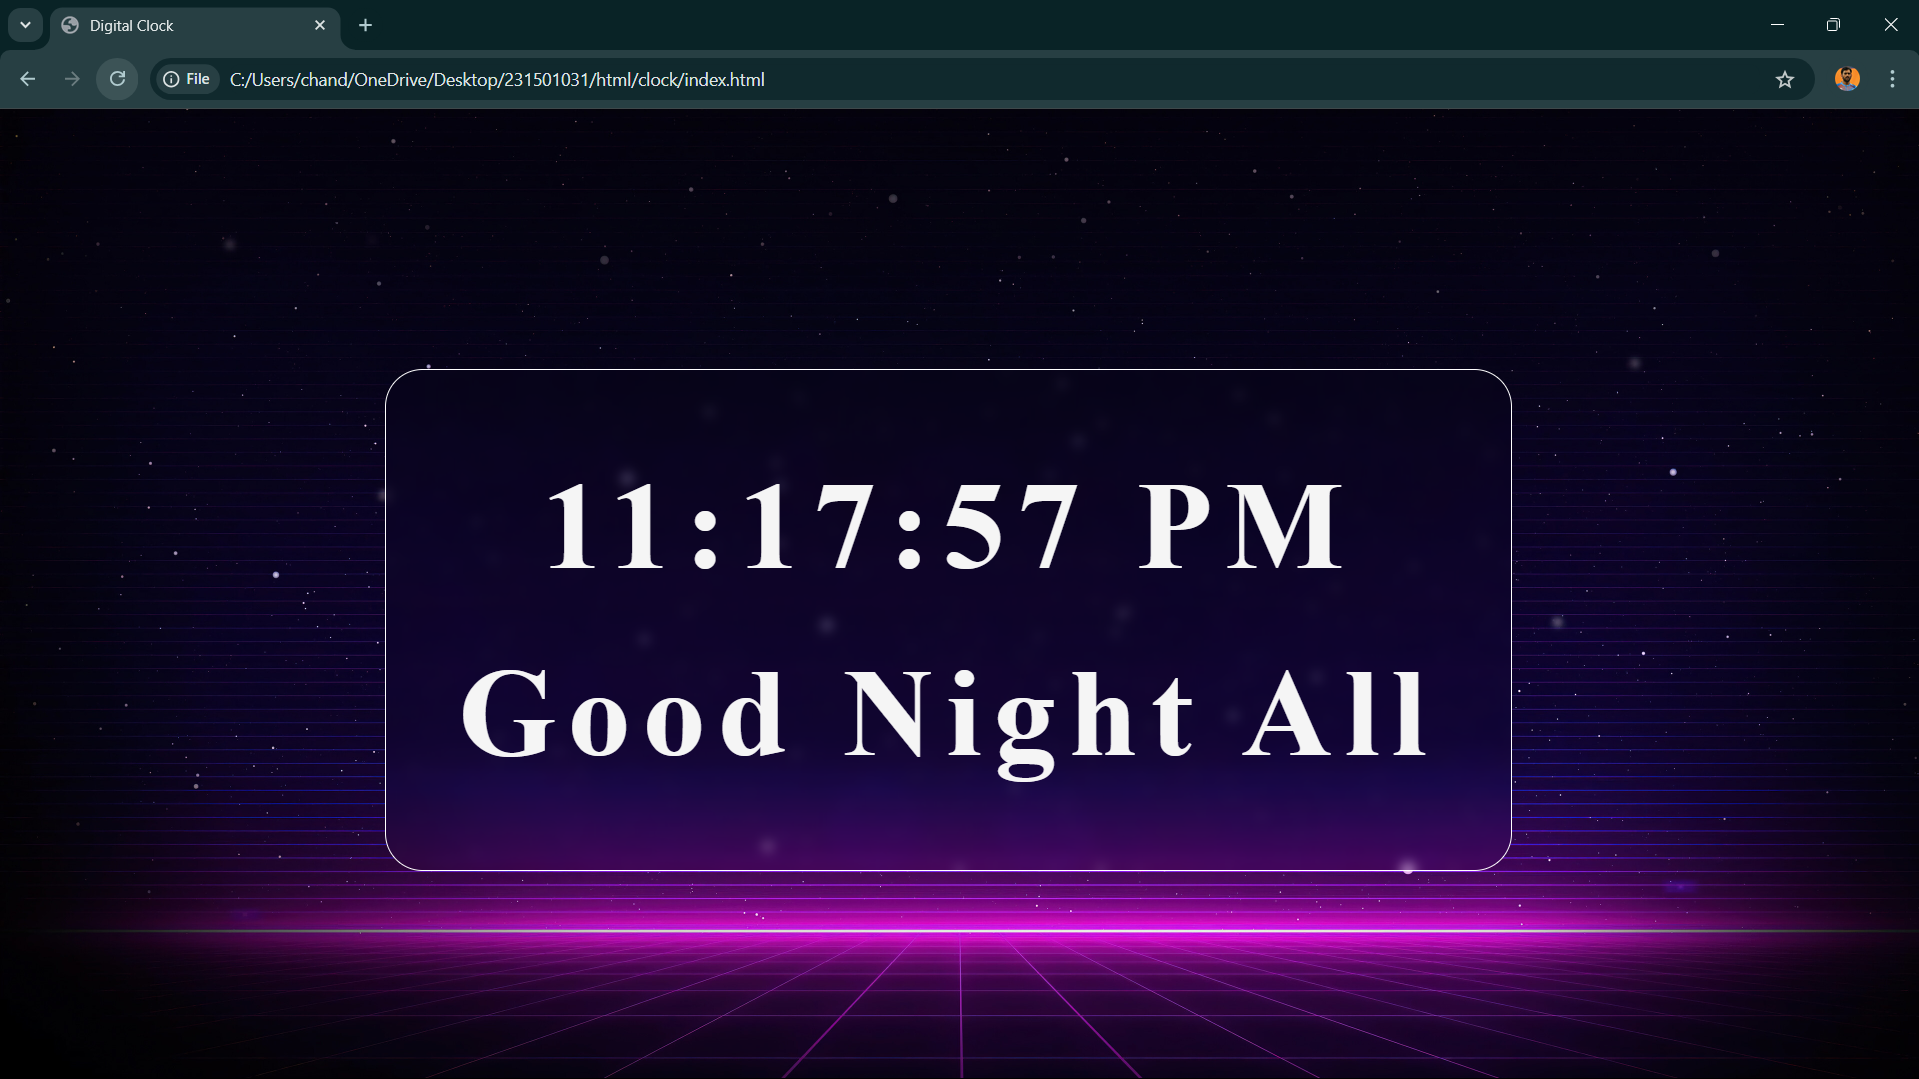 Digital Clock
File
C:/Users/chand/OneDrive/Desktop/231501031/html/clock/index.html
11:17:57 PM
Good Night All